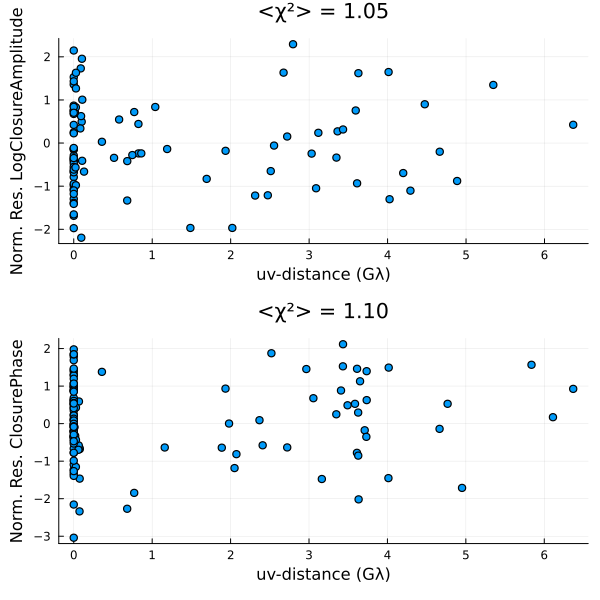 <χ²> = 1.05
Norm. Res. LogClosureAmplitude
2
1
0
−1
−2
0 1 2 3 4 5 6
uv-distance (Gλ)
<χ²> = 1.10
Norm. Res. ClosurePhase
2
1
0
−1
−2
−3
0 1 2 3 4 5 6
uv-distance (Gλ)